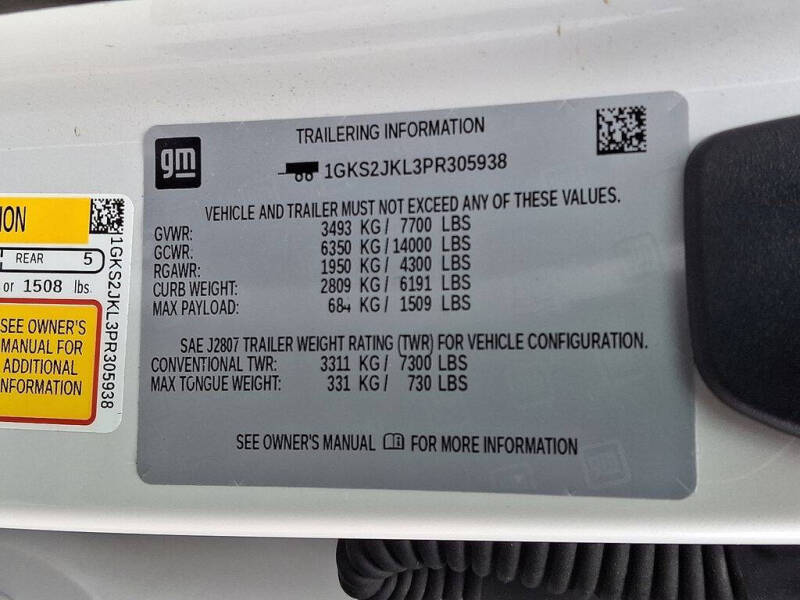 ION
REAR 5
or 1508 lbs.
SEE OWNER'S
MANUAL FOR
ADDITIONAL
INFORMATION
1GKS2JKL3PR305938
gm
TRAILERING INFORMATION
1GKS2JKL3PR305938
VEHICLE AND TRAILER MUST NOT EXCEED ANY OF THESE VALUES.
GVWR: 3493 KG / 7700 LBS
GCWR: 6350 KG / 14000 LBS
RGAWR: 1950 KG / 4300 LBS
CURB WEIGHT: 2809 KG / 6191 LBS
MAX PAYLOAD: 684 KG / 1509 LBS
SAE J2807 TRAILER WEIGHT RATING (TWR) FOR VEHICLE CONFIGURATION.
CONVENTIONAL TWR: 3311 KG / 7300 LBS
MAX TONGUE WEIGHT: 331 KG / 730 LBS
SEE OWNER'S MANUAL FOR MORE INFORMATION